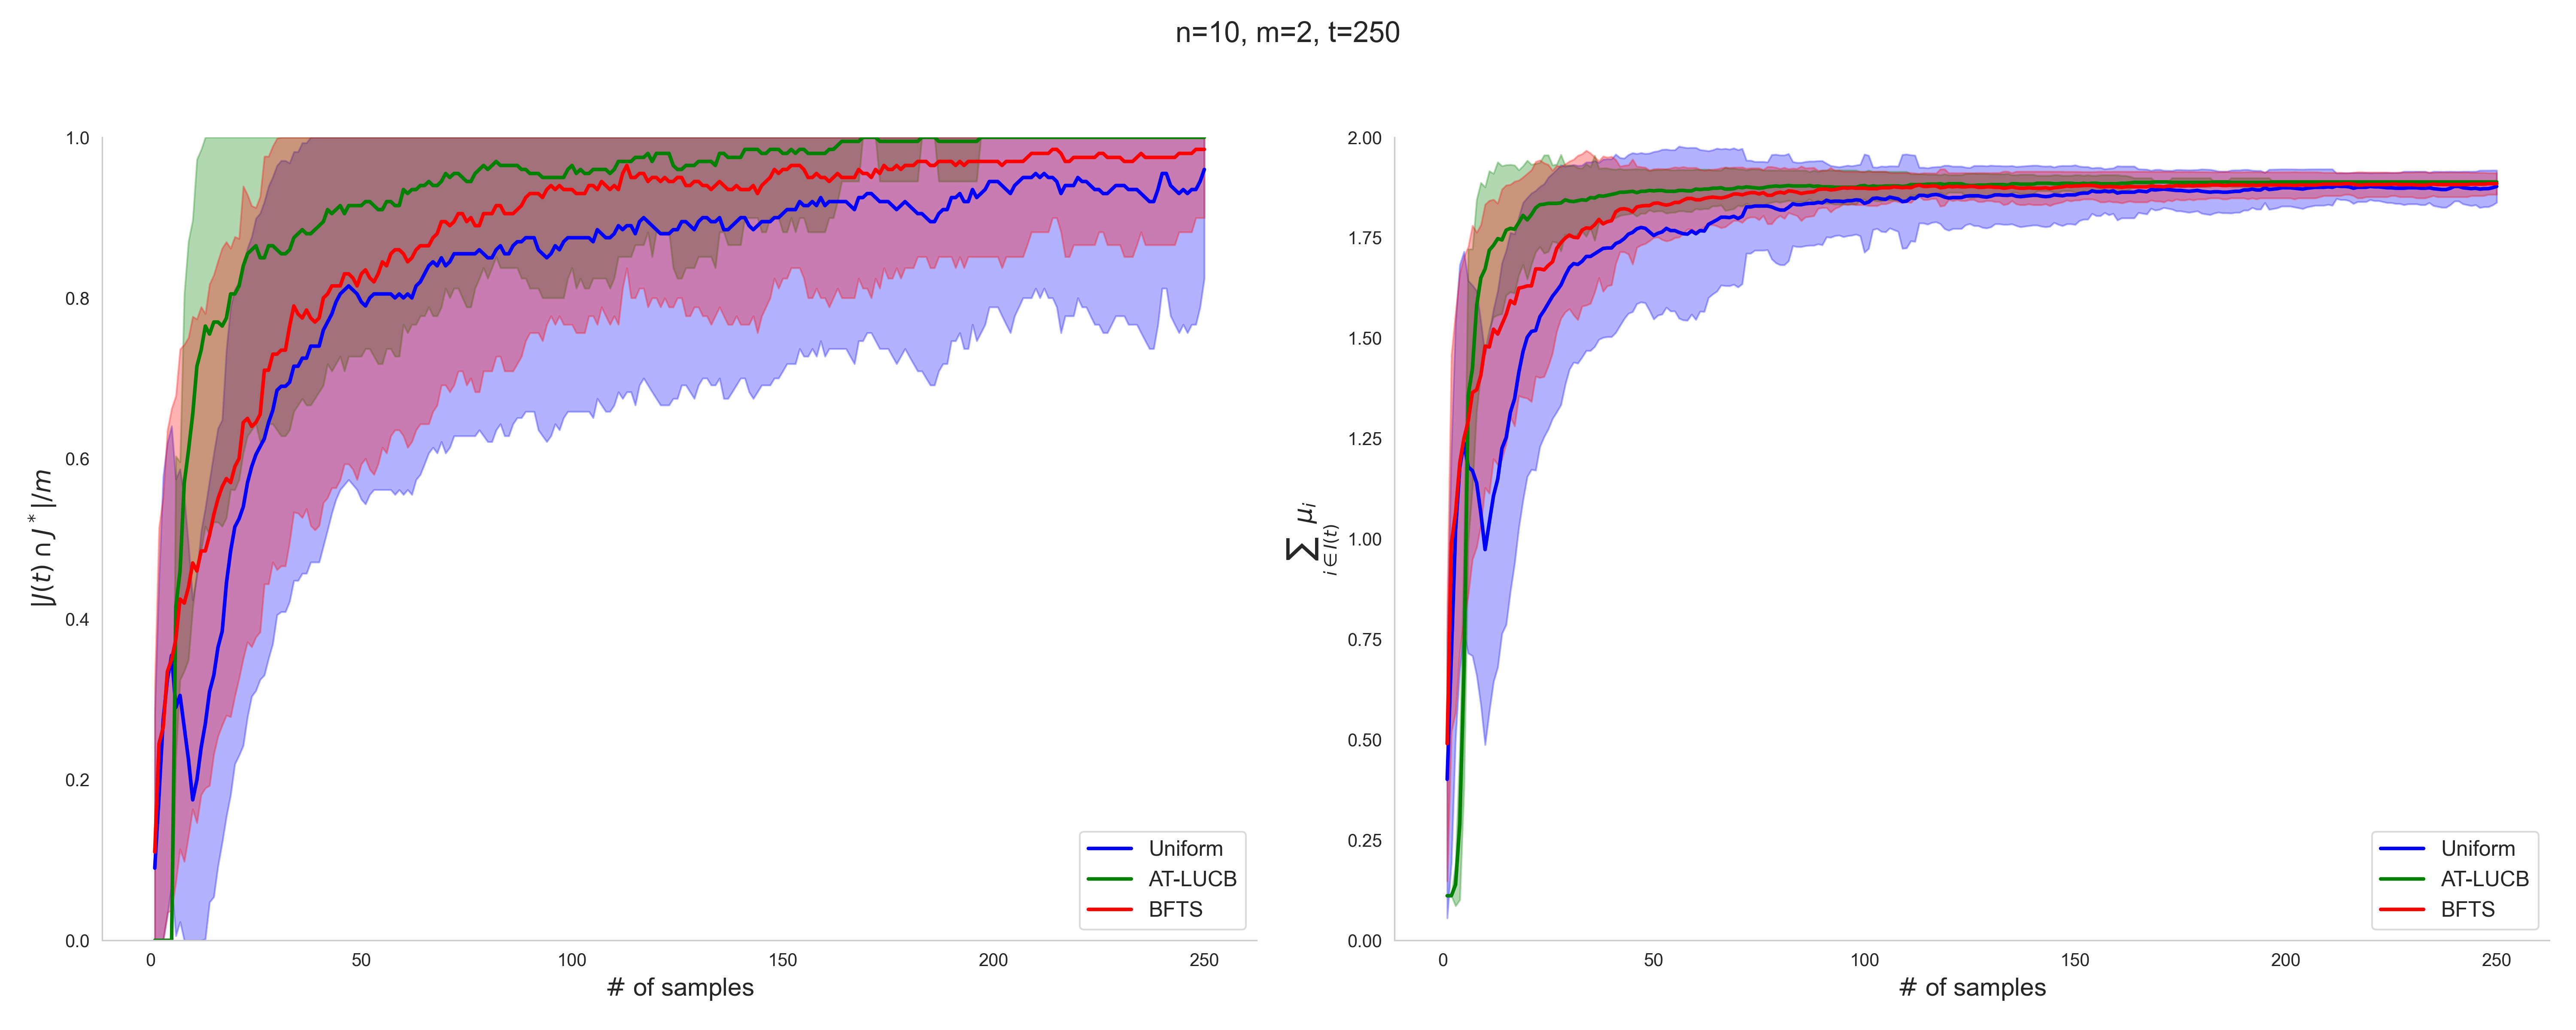 n=10, m=2, t=250
|J(t) ∩ J*|/m
1.0
0.8
0.6
0.4
0.2
0.0
0 50 100 150 200 250
# of samples
Uniform
AT-LUCB
BFTS
∑ μi
i ∈ I(t)
2.00
1.75
1.50
1.25
1.00
0.75
0.50
0.25
0.00
0 50 100 150 200 250
# of samples
Uniform
AT-LUCB
BFTS